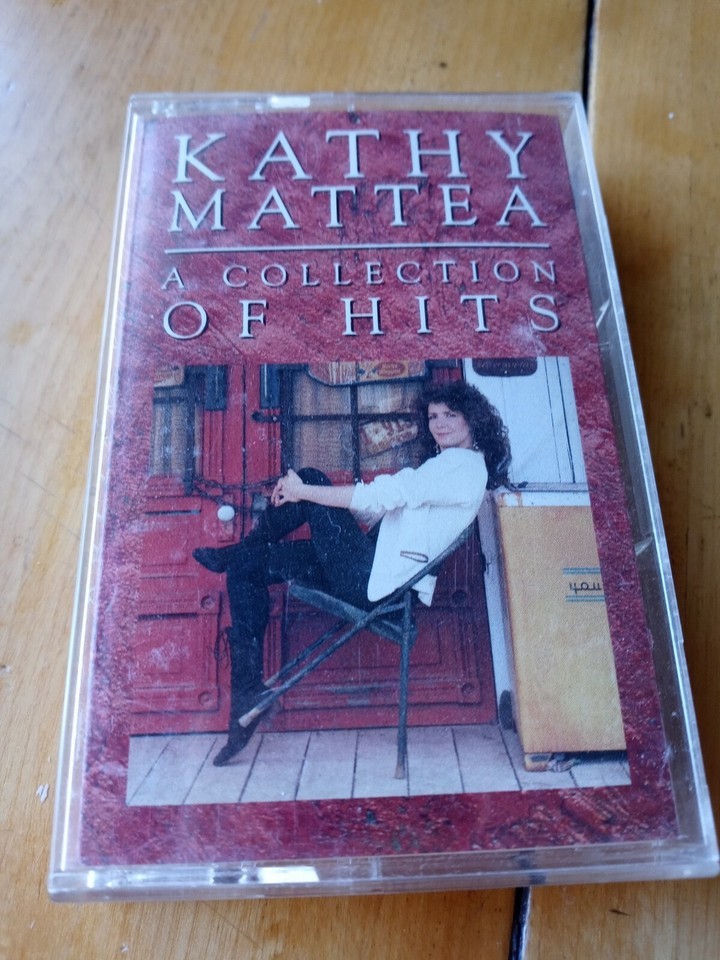 KATHY
MATTEA
A COLLECTION
OF HITS